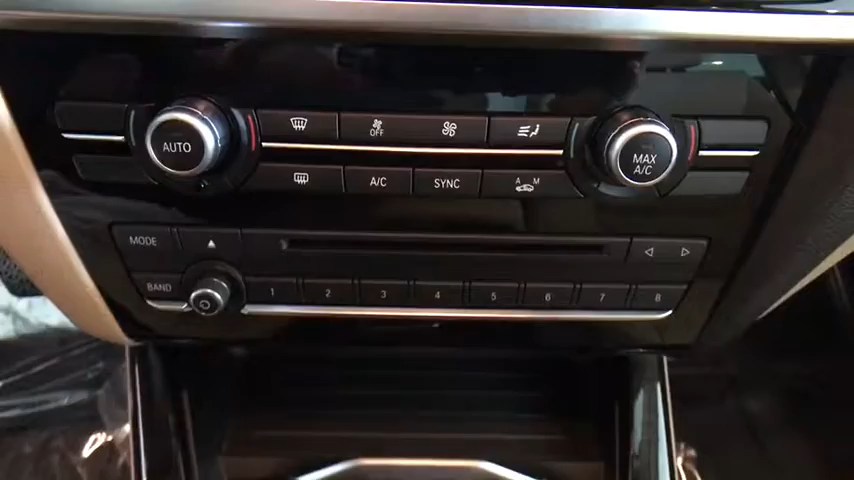 AUTO OFF MAX A/C
A/C SYNC A M
MODE
BAND 1 2 3 4 5 6 7 8